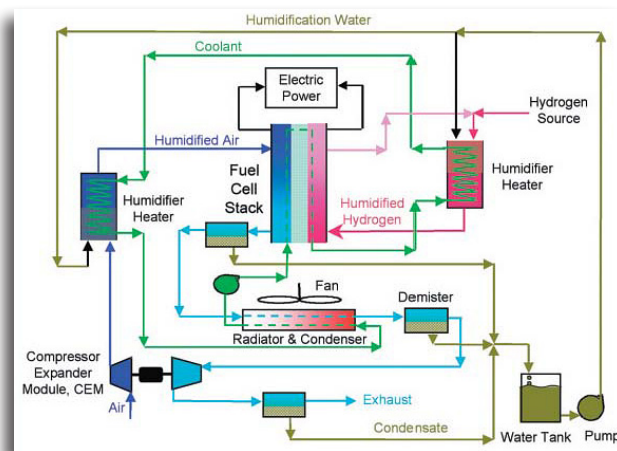 Humidification Water
Coolant
Electric
Power
Hydrogen
Source
Humidified Air
Fuel
Cell
Stack
Humidifier
Heater
Humidified
Hydrogen
Humidifier
Heater
Fan
Demister
Radiator & Condenser
Compressor
Expander
Module, CEM
Air
Exhaust
Condensate
Water Tank
Pump